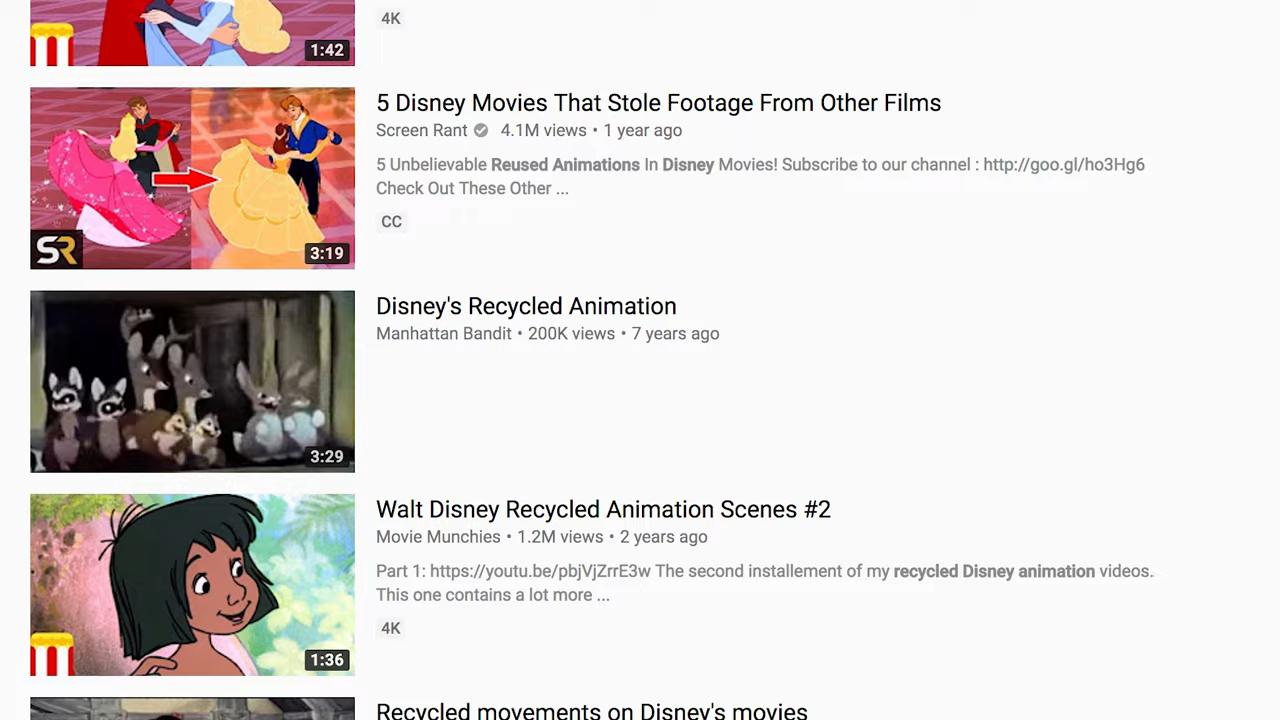 4K
1:42
5 Disney Movies That Stole Footage From Other Films
Screen Rant 4.1M views • 1 year ago
5 Unbelievable Reused Animations In Disney Movies! Subscribe to our channel : http://goo.gl/ho3Hg6
Check Out These Other ...
CC
SR
3:19
Disney's Recycled Animation
Manhattan Bandit • 200K views • 7 years ago
3:29
Walt Disney Recycled Animation Scenes #2
Movie Munchies • 1.2M views • 2 years ago
Part 1: https://youtu.be/pbjVjZrrE3w The second installement of my recycled Disney animation videos.
This one contains a lot more ...
4K
1:36
Recycled movements on Disney's movies